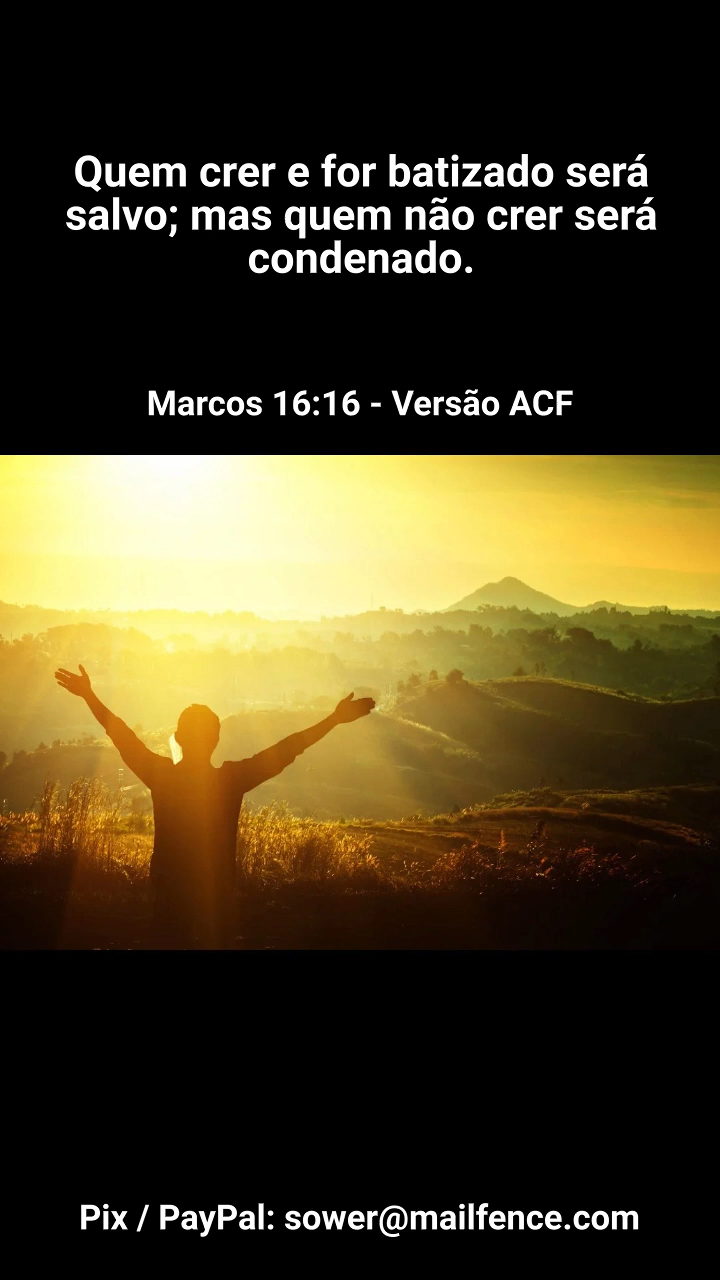 Quem crer e for batizado será
salvo; mas quem não crer será
condenado.
Marcos 16:16 - Versão ACF
Pix / PayPal: sower@mailfence.com